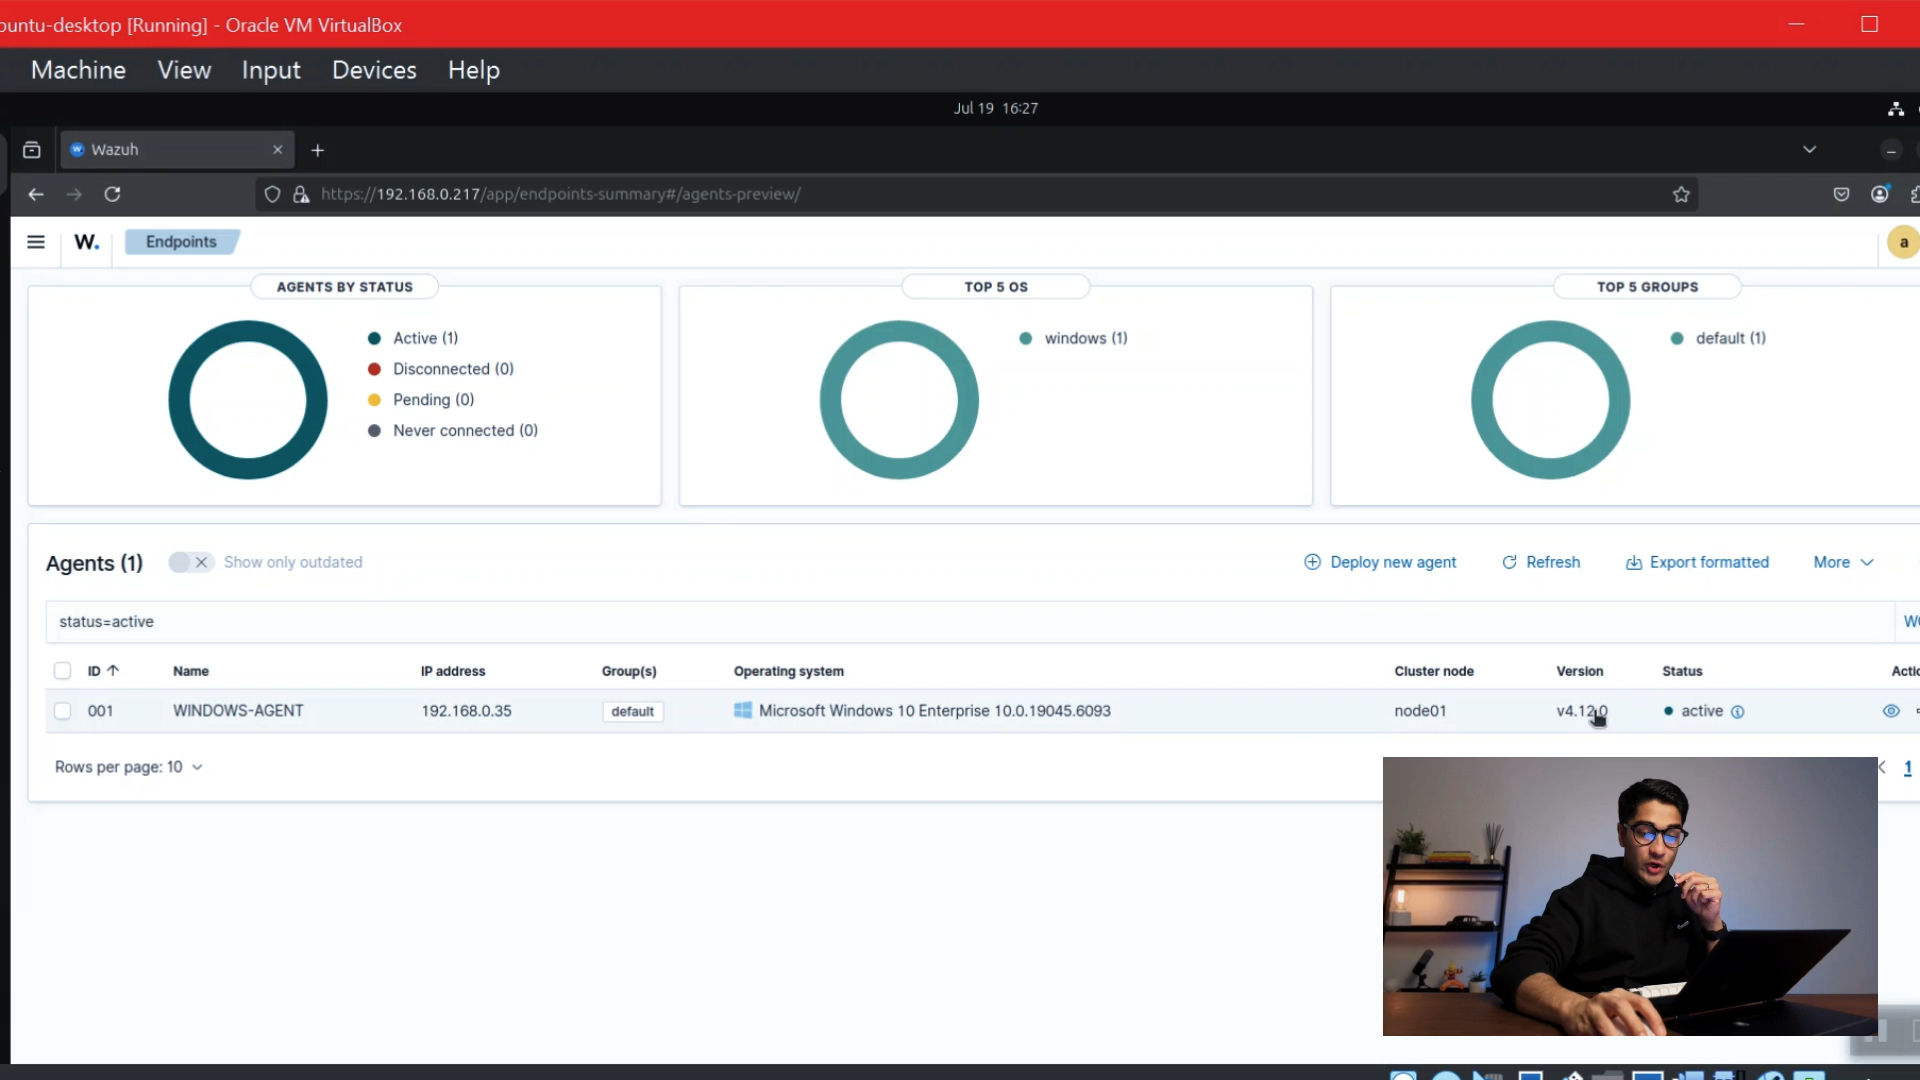 buntu-desktop [Running] - Oracle VM VirtualBox
Machine View Input Devices Help
Jul 19 16:27
Wazuh
https://192.168.0.217/app/endpoints-summary#/agents-preview/
W. Endpoints a
AGENTS BY STATUS
Active (1)
Disconnected (0)
Pending (0)
Never connected (0)
TOP 5 OS
windows (1)
TOP 5 GROUPS
default (1)
Agents (1) Show only outdated Deploy new agent Refresh Export formatted More
status=active
ID Name IP address Group(s) Operating system Cluster node Version Status
001 WINDOWS-AGENT 192.168.0.35 default Microsoft Windows 10 Enterprise 10.0.19045.6093 node01 v4.12.0 active
Rows per page: 10 1